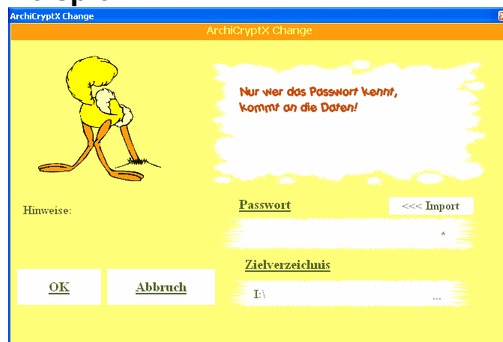 ArchiCryptX Change
ArchiCryptX Change
Nur wer das Passwort kennt,
kommt an die Daten!
Hinweise:
Passwort
<<< Import
*
Zielverzeichnis
OK
Abbruch
I:\
...